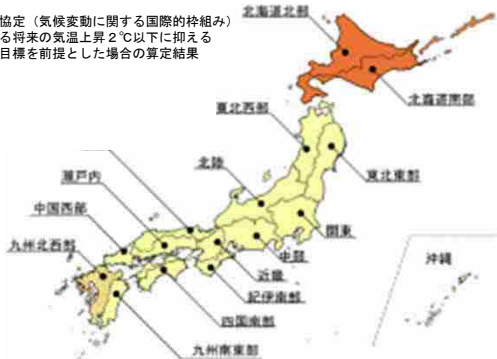 協定（気候変動に関する国際的枠組み）
る将来の気温上昇２℃以下に抑える
目標を前提とした場合の算定結果
北海道北部
北海道南部
東北西部
東北東部
北陸
瀬戸内
中国西部
関東
九州北西部
中部
沖縄
近畿
紀伊南部
四国南部
九州南東部